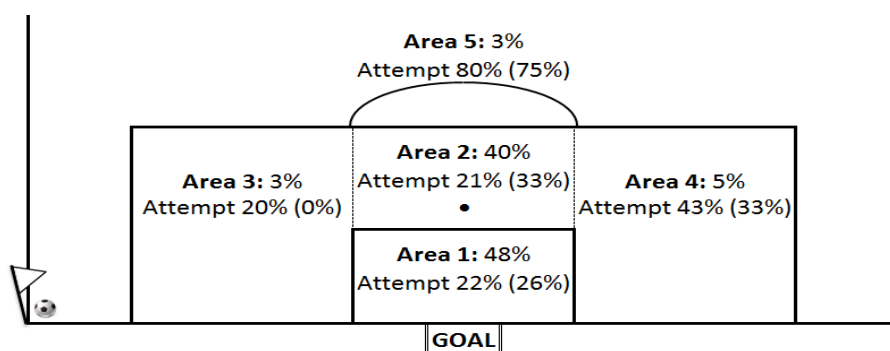 Area 5: 3%
Attempt 80% (75%)
Area 2: 40%
Attempt 21% (33%)
Area 3: 3%
Attempt 20% (0%)
Area 4: 5%
Attempt 43% (33%)
Area 1: 48%
Attempt 22% (26%)
GOAL